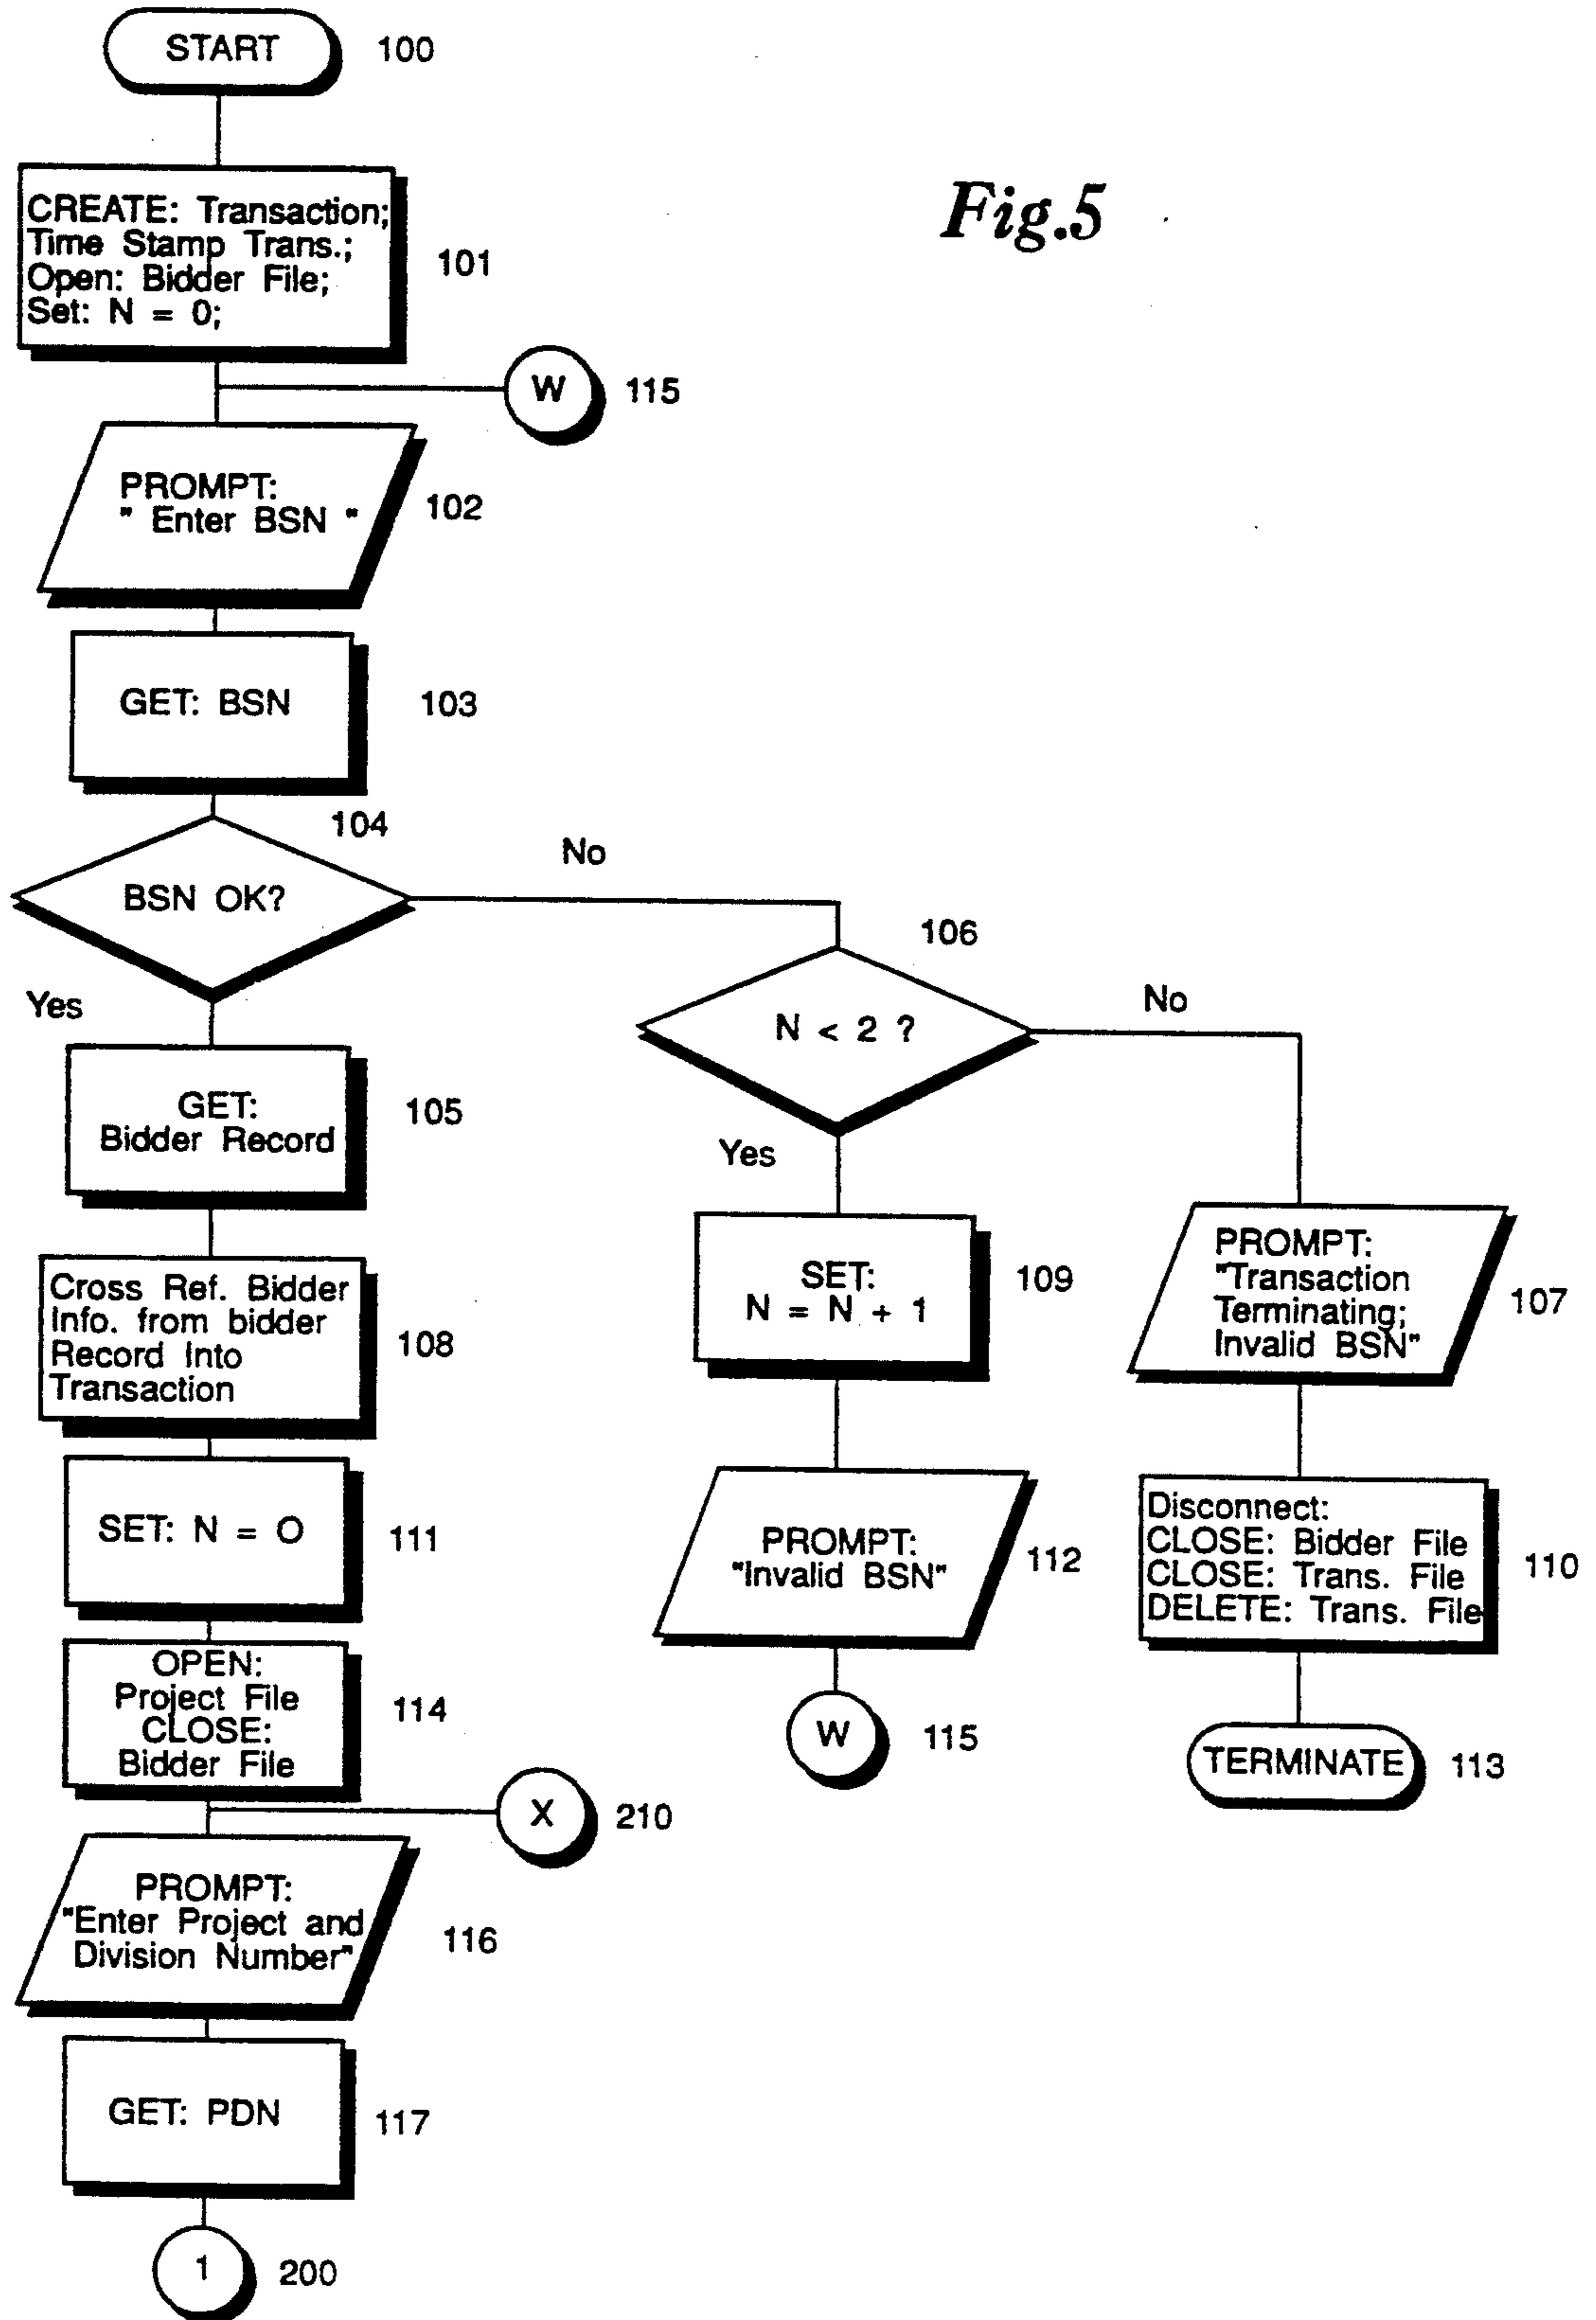 START
100
Fig.5
CREATE: Transaction;
Time Stamp Trans.;
Open: Bidder File;
Set: N = 0;
101
W
115
PROMPT:
" Enter BSN "
102
GET: BSN
103
104
BSN OK?
No
Yes
106
N < 2 ?
No
Yes
GET:
Bidder Record
105
SET:
N = N + 1
109
PROMPT:
"Transaction
Terminating;
Invalid BSN"
107
Cross Ref. Bidder
Info. from bidder
Record Into
Transaction
108
SET: N = O
111
PROMPT:
"Invalid BSN"
112
Disconnect:
CLOSE: Bidder File
CLOSE: Trans. File
DELETE: Trans. File
110
OPEN:
Project File
CLOSE:
Bidder File
114
W
115
TERMINATE
113
X
210
PROMPT:
"Enter Project and
Division Number"
116
GET: PDN
117
1
200